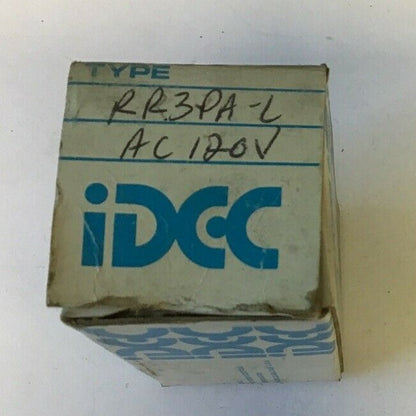 TYPE
RR3PA-L
AC 120V
iDEC